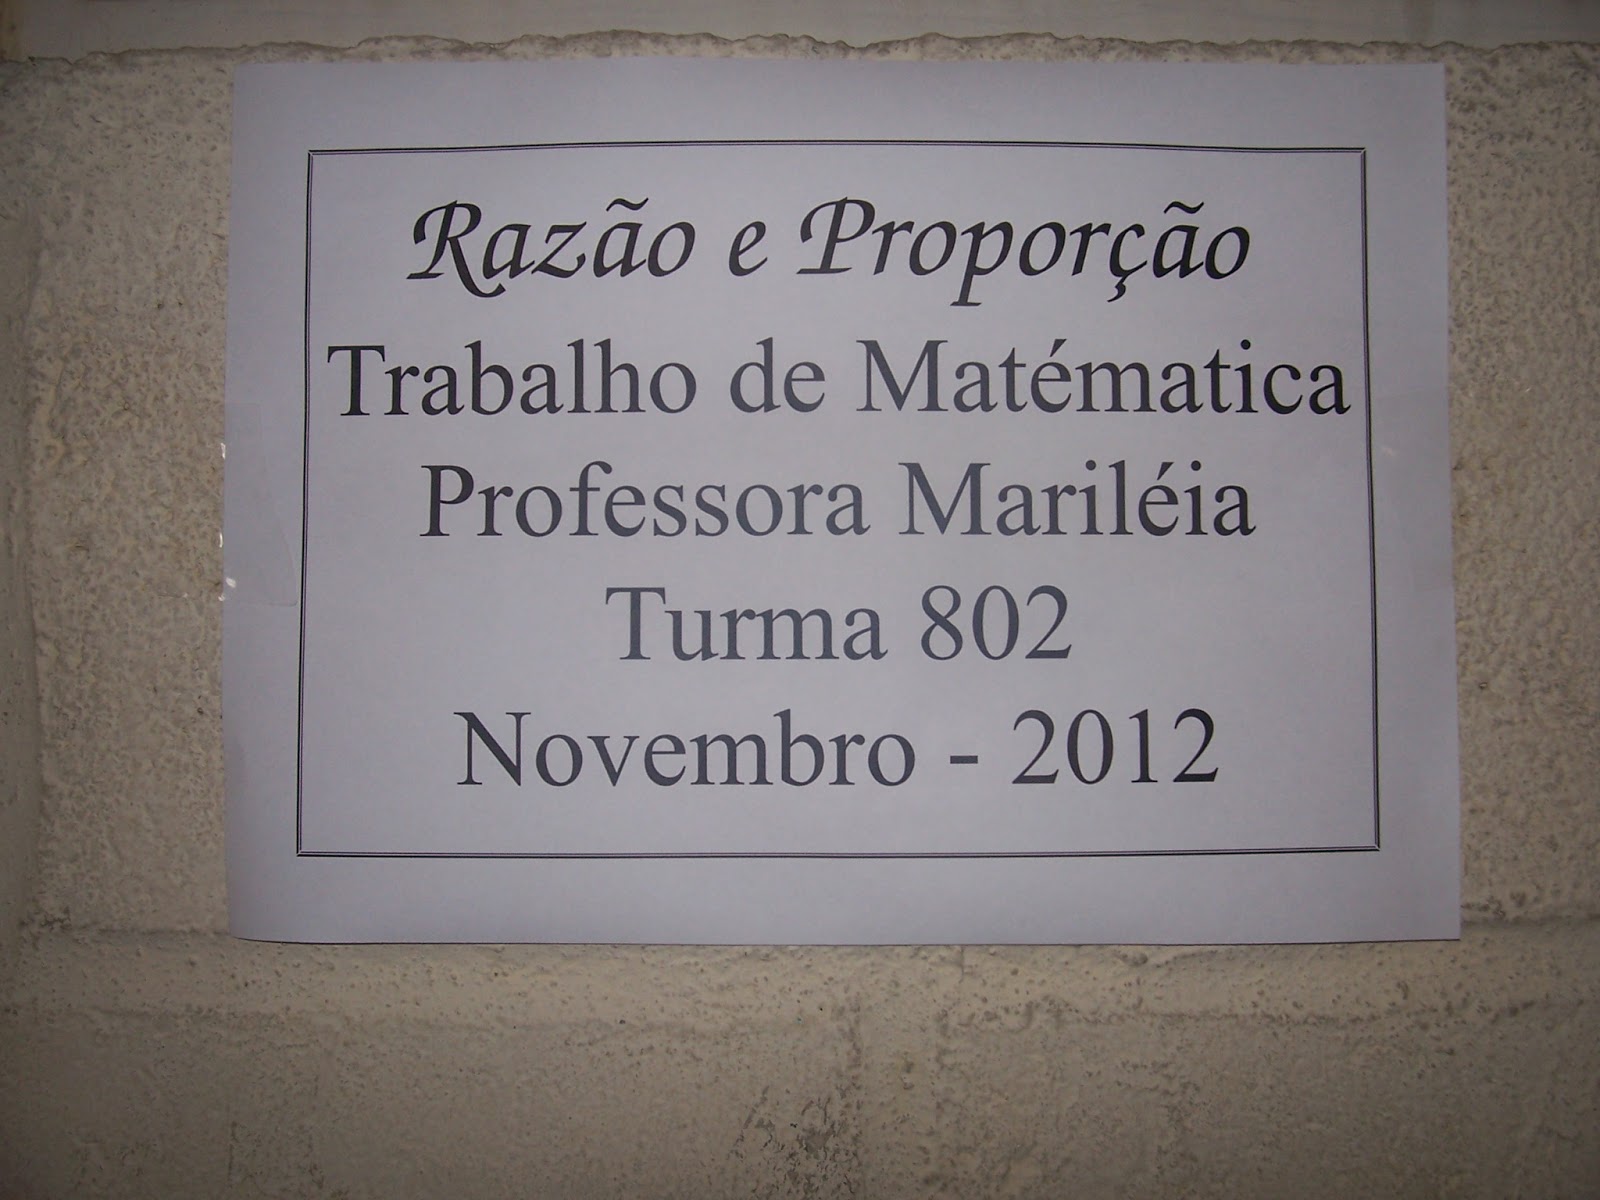 Razão e Proporção
Trabalho de Matématica
Professora Mariléia
Turma 802
Novembro - 2012